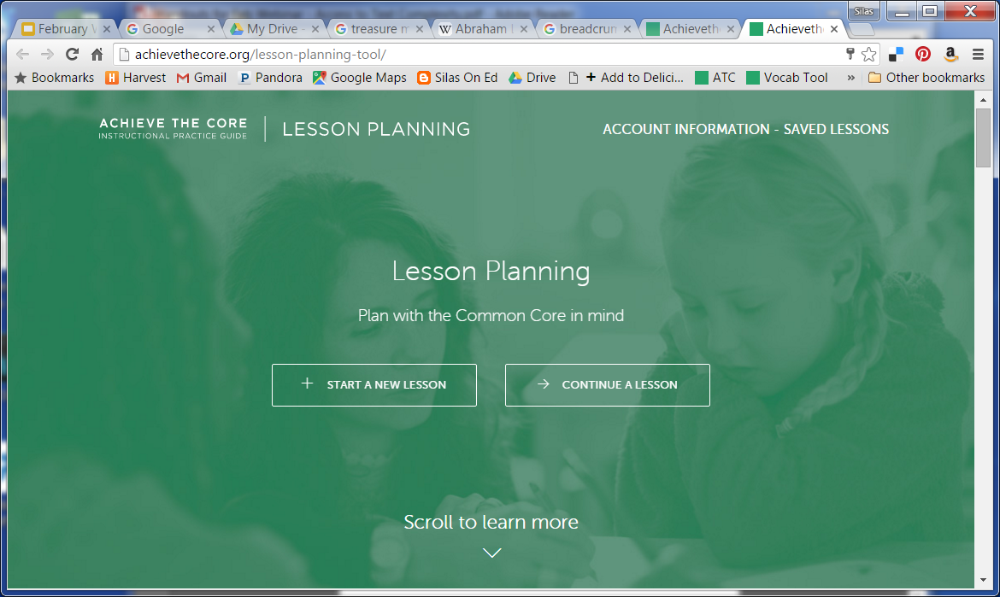 Silas
February W
Google
My Drive -
treasure m
Abraham L
breadcrum
Achievethe
Achievethe
achievethecore.org/lesson-planning-tool/
Bookmarks Harvest Gmail Pandora Google Maps Silas On Ed Drive + Add to Delici... ATC Vocab Tool » Other bookmarks
ACHIEVE THE CORE
INSTRUCTIONAL PRACTICE GUIDE
LESSON PLANNING
ACCOUNT INFORMATION - SAVED LESSONS
Lesson Planning
Plan with the Common Core in mind
START A NEW LESSON
CONTINUE A LESSON
Scroll to learn more